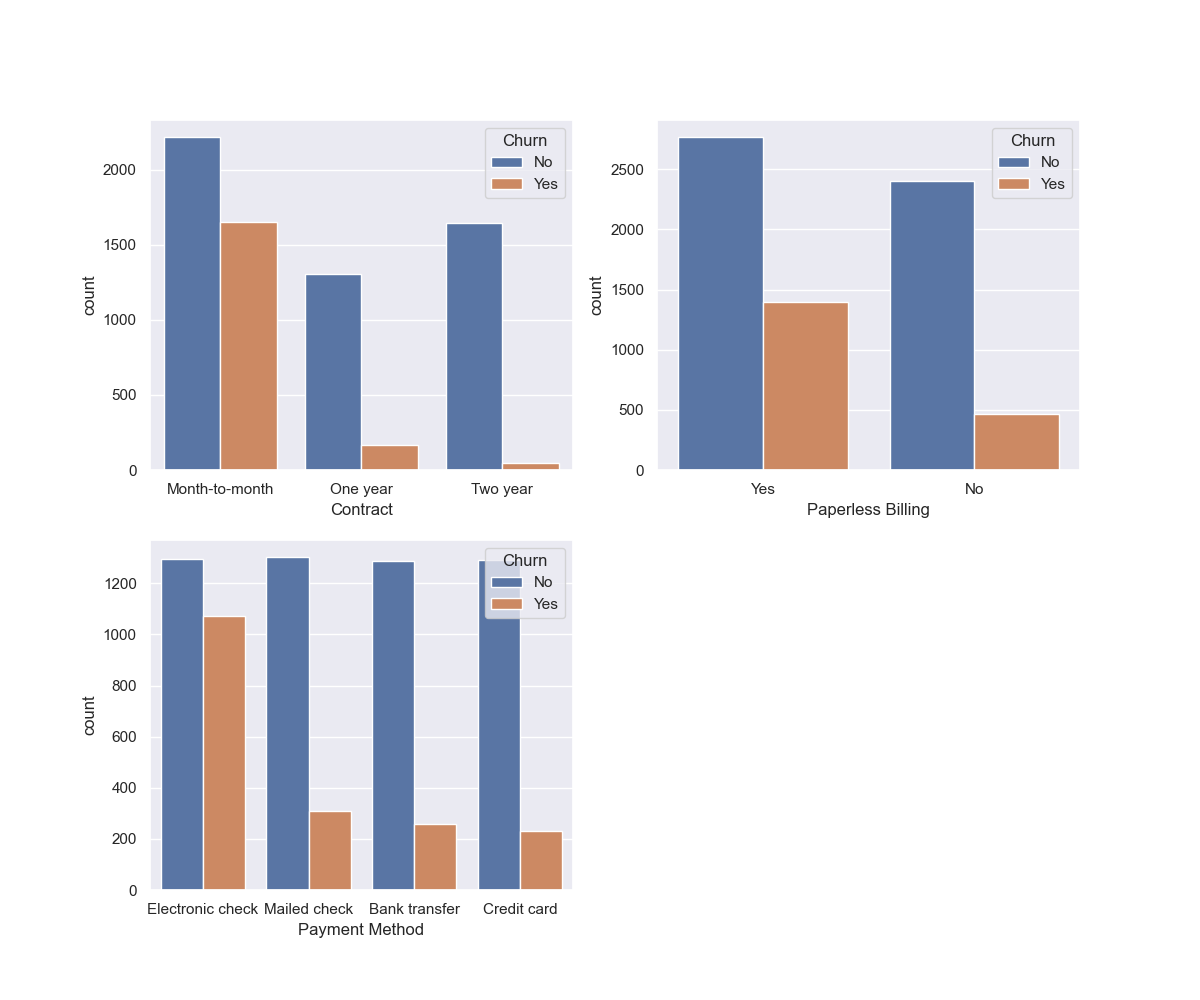 Churn
No
Yes
2000
1500
1000
500
0
count
Month-to-month One year Two year
Contract
Churn
No
Yes
2500
2000
1500
1000
500
0
count
Yes No
Paperless Billing
Churn
No
Yes
1200
1000
800
600
400
200
0
count
Electronic check Mailed check Bank transfer Credit card
Payment Method